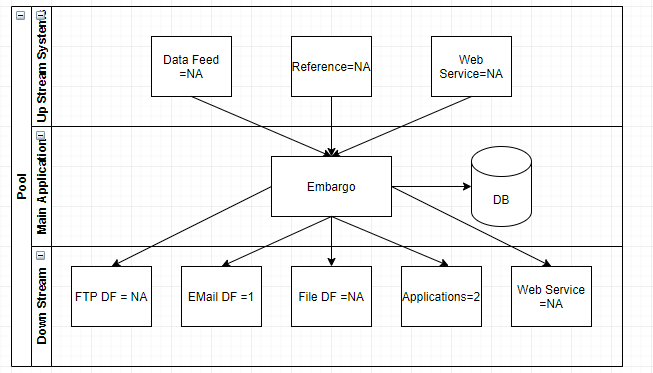 Pool
Up Stream Systems
Data Feed
=NA
Reference=NA
Web
Service=NA
Main Application
Embargo
DB
Down Stream
FTP DF = NA
EMail DF =1
File DF =NA
Applications=2
Web Service
=NA